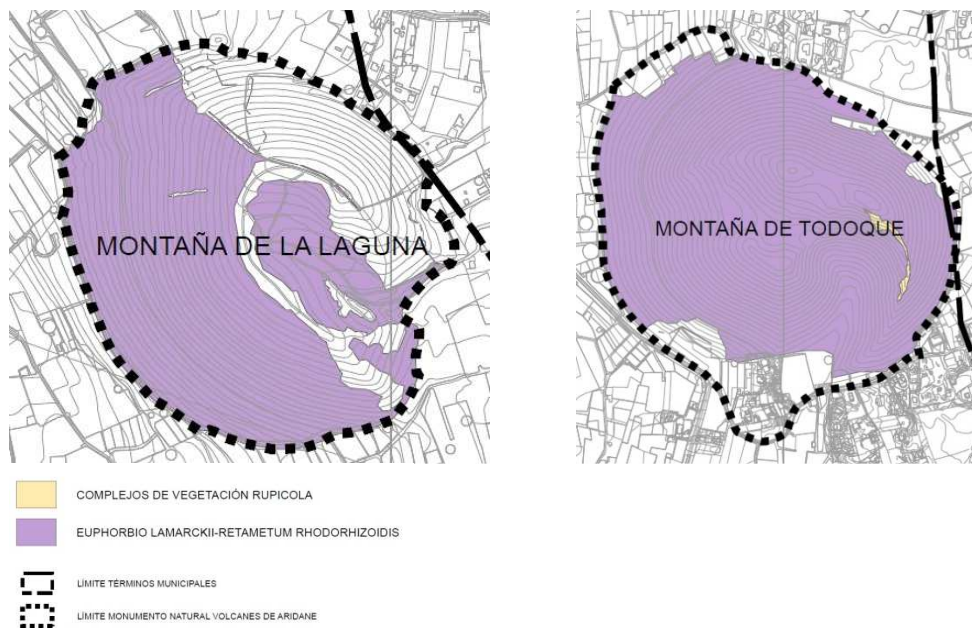 MONTAÑA DE LA LAGUNA
MONTAÑA DE TODOQUE
COMPLEJOS DE VEGETACIÓN RUPICOLA
EUPHORBIO LAMARCKII-RETAMETUM RHODORHIZOIDIS
LÍMITE TÉRMINOS MUNICIPALES
LÍMITE MONUMENTO NATURAL VOLCANES DE ARIDANE